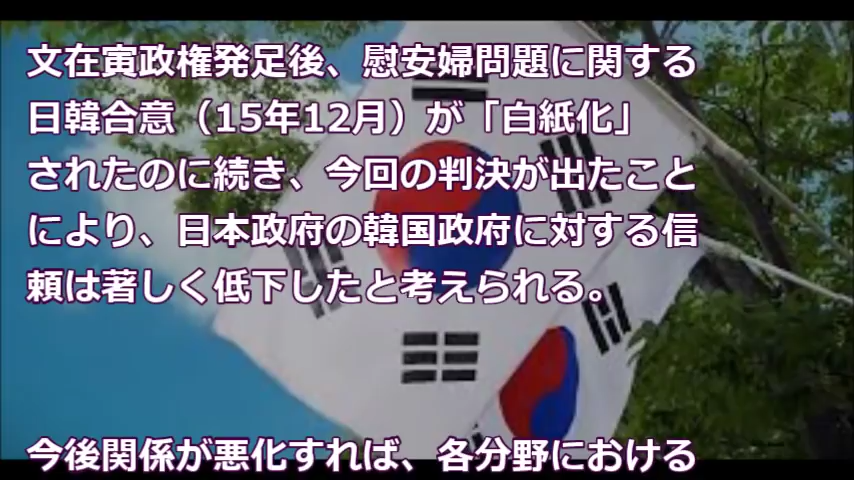 文在寅政権発足後、慰安婦問題に関する
日韓合意（15年12月）が「白紙化」
されたのに続き、今回の判決が出たこと
により、日本政府の韓国政府に対する信
頼は著しく低下したと考えられる。
今後関係が悪化すれば、各分野における